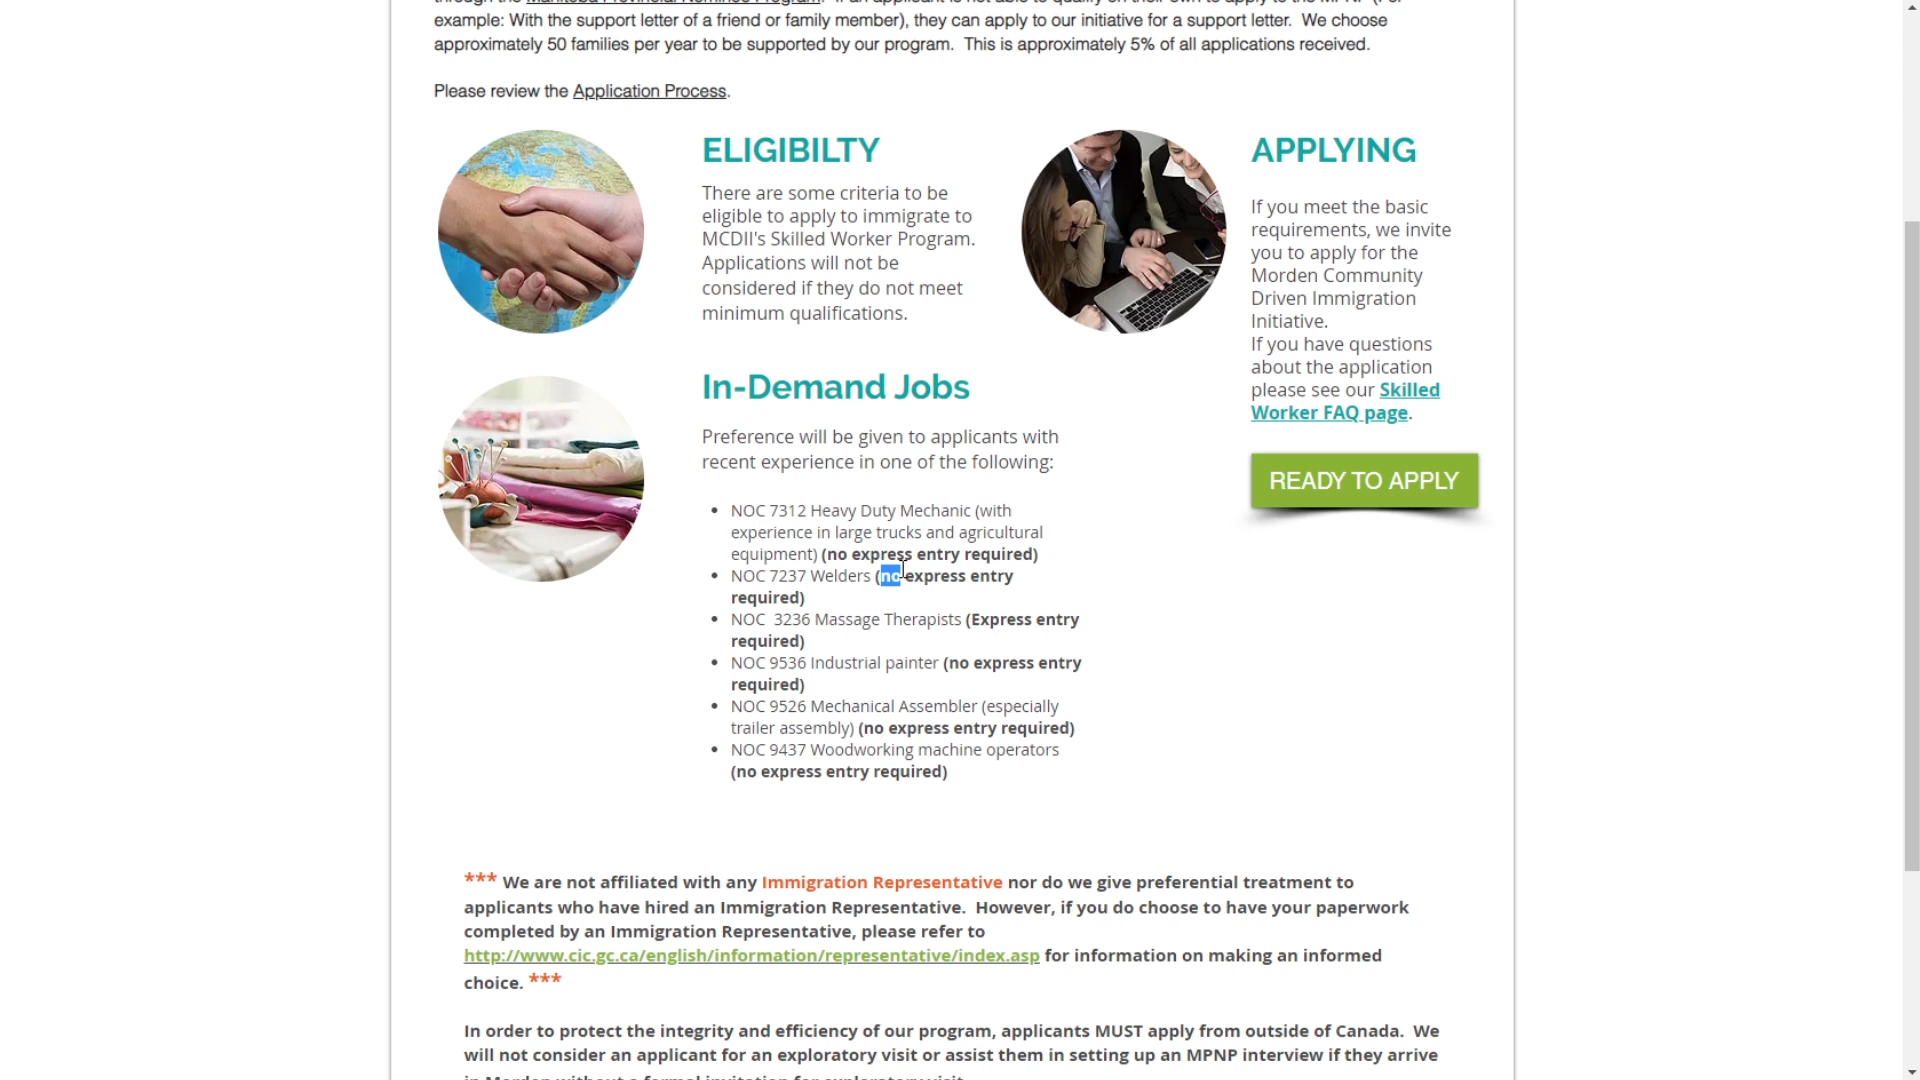 example: With the support letter of a friend or family member), they can apply to our initiative for a support letter.  We choose
approximately 50 families per year to be supported by our program.  This is approximately 5% of all applications received.
Please review the Application Process.
ELIGIBILTY
There are some criteria to be
eligible to apply to immigrate to
MCDII's Skilled Worker Program.
Applications will not be
considered if they do not meet
minimum qualifications.
APPLYING
If you meet the basic
requirements, we invite
you to apply for the
Morden Community
Driven Immigration
Initiative.
If you have questions
about the application
please see our Skilled
Worker FAQ page.
READY TO APPLY
In-Demand Jobs
Preference will be given to applicants with
recent experience in one of the following:
• NOC 7312 Heavy Duty Mechanic (with
experience in large trucks and agricultural
equipment) (no express entry required)
• NOC 7237 Welders (no express entry
required)
• NOC  3236 Massage Therapists (Express entry
required)
• NOC 9536 Industrial painter (no express entry
required)
• NOC 9526 Mechanical Assembler (especially
trailer assembly) (no express entry required)
• NOC 9437 Woodworking machine operators
(no express entry required)
*** We are not affiliated with any Immigration Representative nor do we give preferential treatment to
applicants who have hired an Immigration Representative.  However, if you do choose to have your paperwork
completed by an Immigration Representative, please refer to
http://www.cic.gc.ca/english/information/representative/index.asp for information on making an informed
choice. ***
In order to protect the integrity and efficiency of our program, applicants MUST apply from outside of Canada.  We
will not consider an applicant for an exploratory visit or assist them in setting up an MPNP interview if they arrive